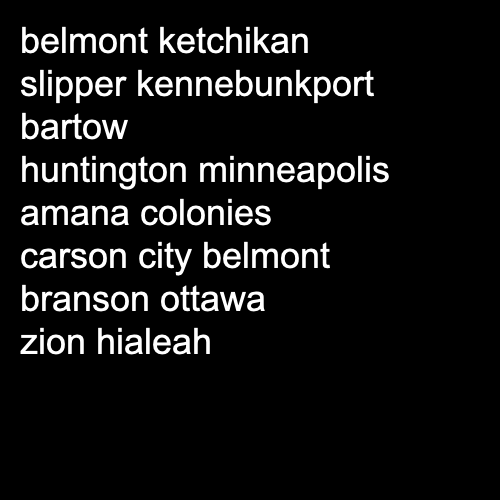 belmont ketchikan
slipper kennebunkport
bartow
huntington minneapolis
amana colonies
carson city belmont
branson ottawa
zion hialeah